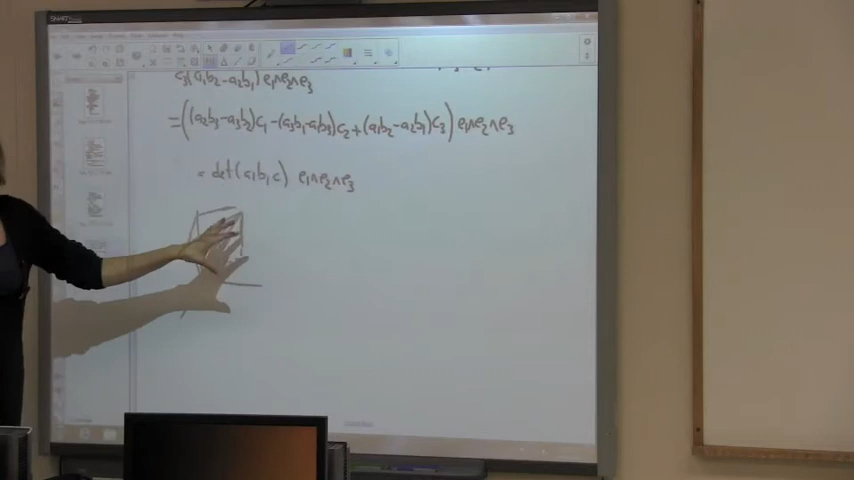 SMART
c₃(a₁b₂-a₂b₁) e₁∧e₂∧e₃
=((a₂b₃-a₃b₂)c₁-(a₃b₁-a₁b₃)c₂+(a₁b₂-a₂b₁)c₃) e₁∧e₂∧e₃
= det(a,b,c) e₁∧e₂∧e₃